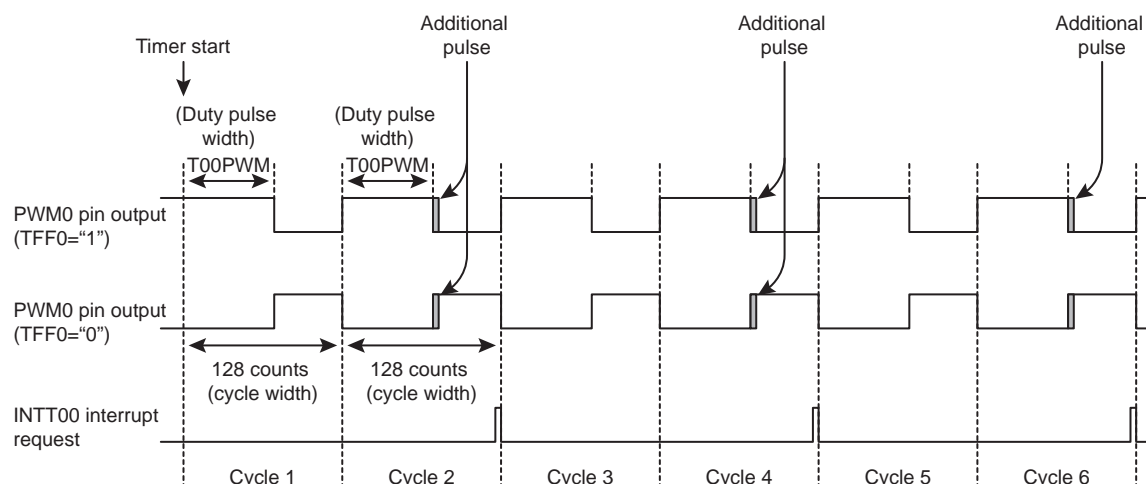 Additional
pulse
Additional
pulse
Additional
pulse
Timer start
(Duty pulse
width)
T00PWM
(Duty pulse
width)
T00PWM
PWM0 pin output
(TFF0=“1”)
PWM0 pin output
(TFF0=“0”)
128 counts
(cycle width)
128 counts
(cycle width)
INTT00 interrupt
request
Cycle 1
Cycle 2
Cycle 3
Cycle 4
Cycle 5
Cycle 6